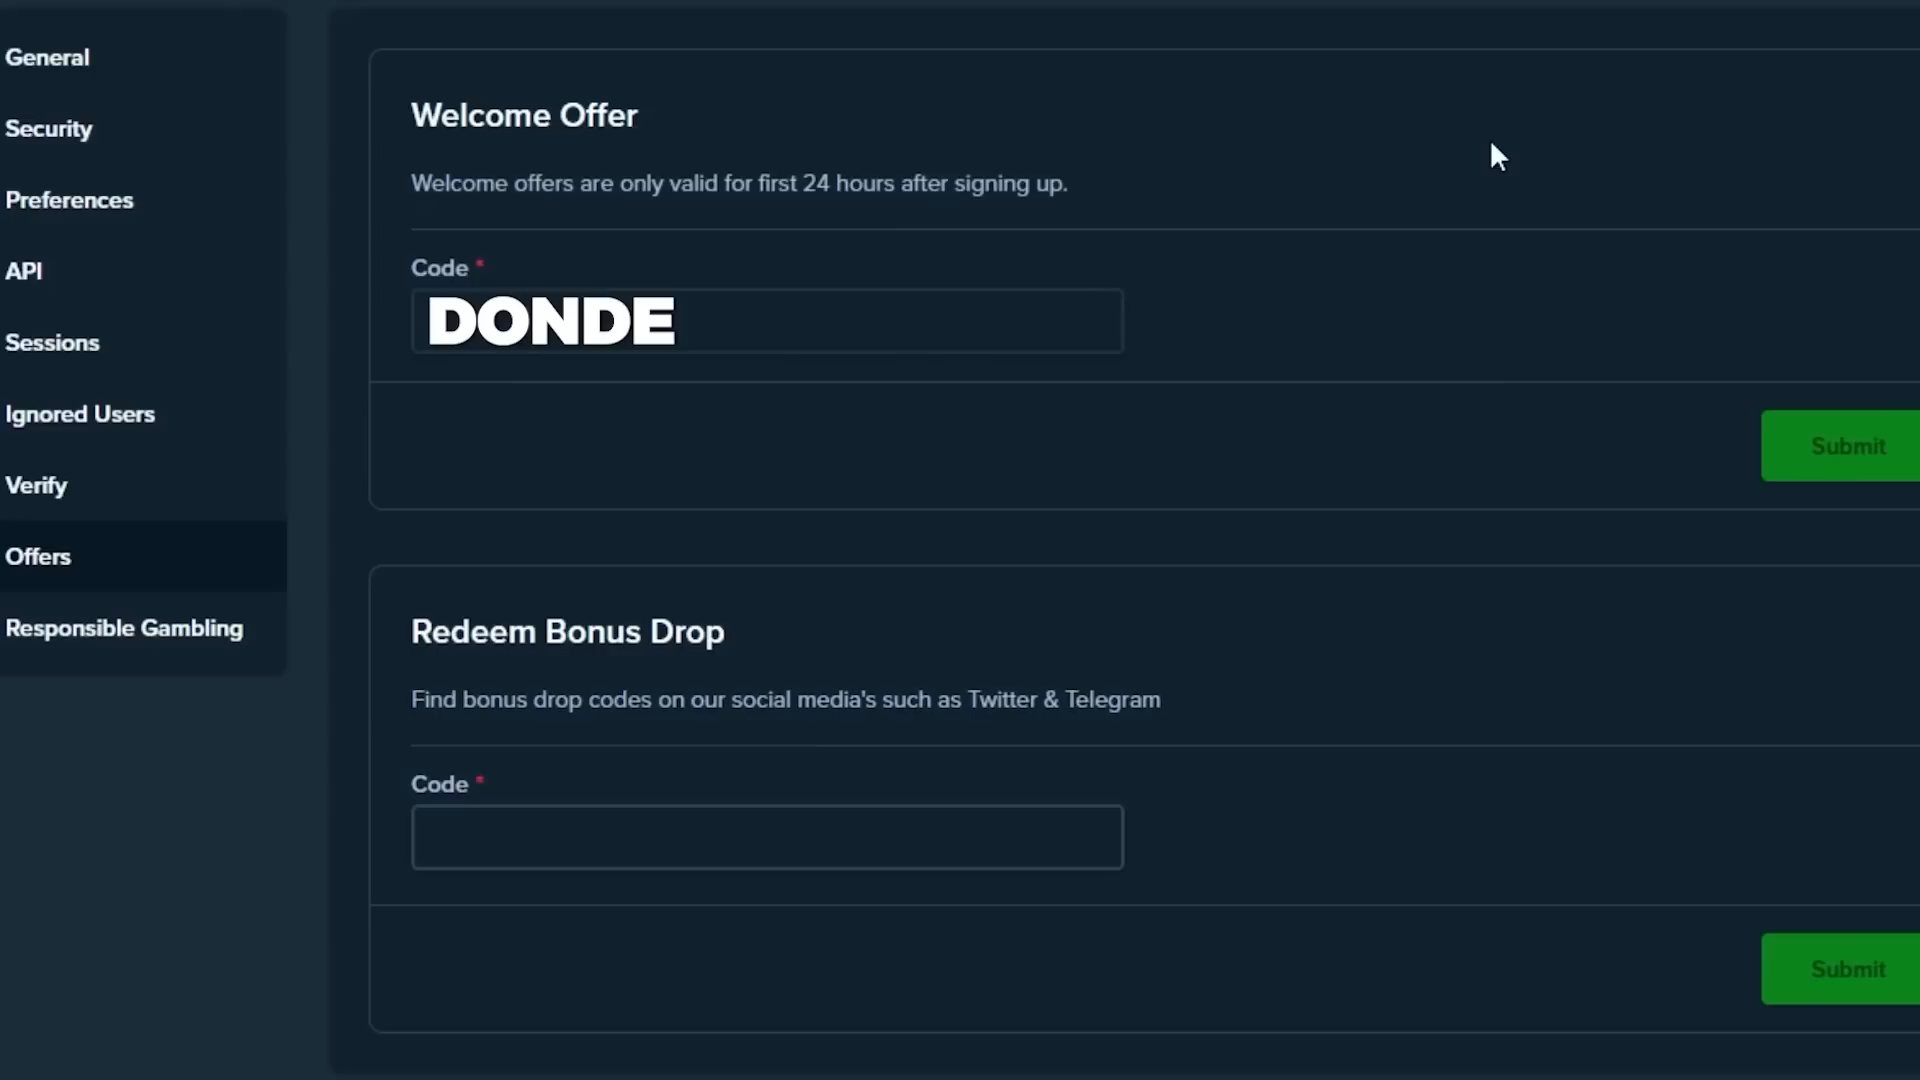 General
Security
Preferences
API
Sessions
Ignored Users
Verify
Offers
Responsible Gambling
Welcome Offer
Welcome offers are only valid for first 24 hours after signing up.
Code *
DONDE
Submit
Redeem Bonus Drop
Find bonus drop codes on our social media's such as Twitter & Telegram
Code *
Submit